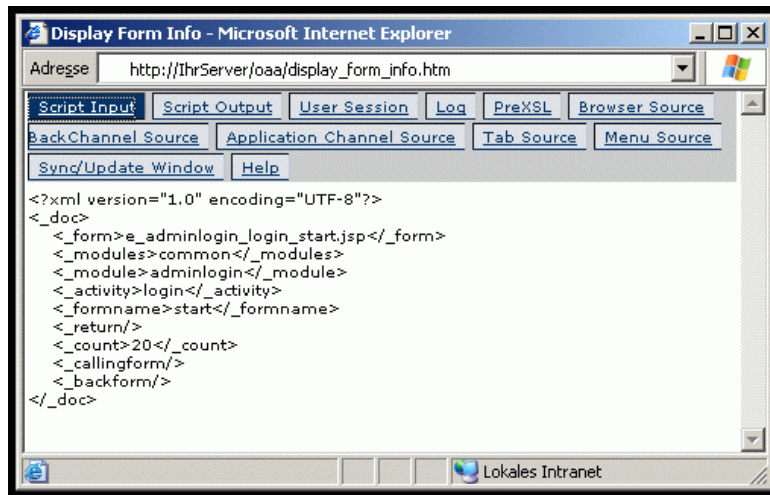 Display Form Info - Microsoft Internet Explorer
Adresse http://IhrServer/oaa/display_form_info.htm
Script Input Script Output User Session Log PreXSL Browser Source
BackChannel Source Application Channel Source Tab Source Menu Source
Sync/Update Window Help
<?xml version="1.0" encoding="UTF-8"?>
<_doc>
<_form>e_adminlogin_login_start.jsp</_form>
<_modules>common</_modules>
<_module>adminlogin</_module>
<_activity>login</_activity>
<_formname>start</_formname>
<_return/>
<_count>20</_count>
<_callingform/>
<_backform/>
</_doc>
Lokales Intranet